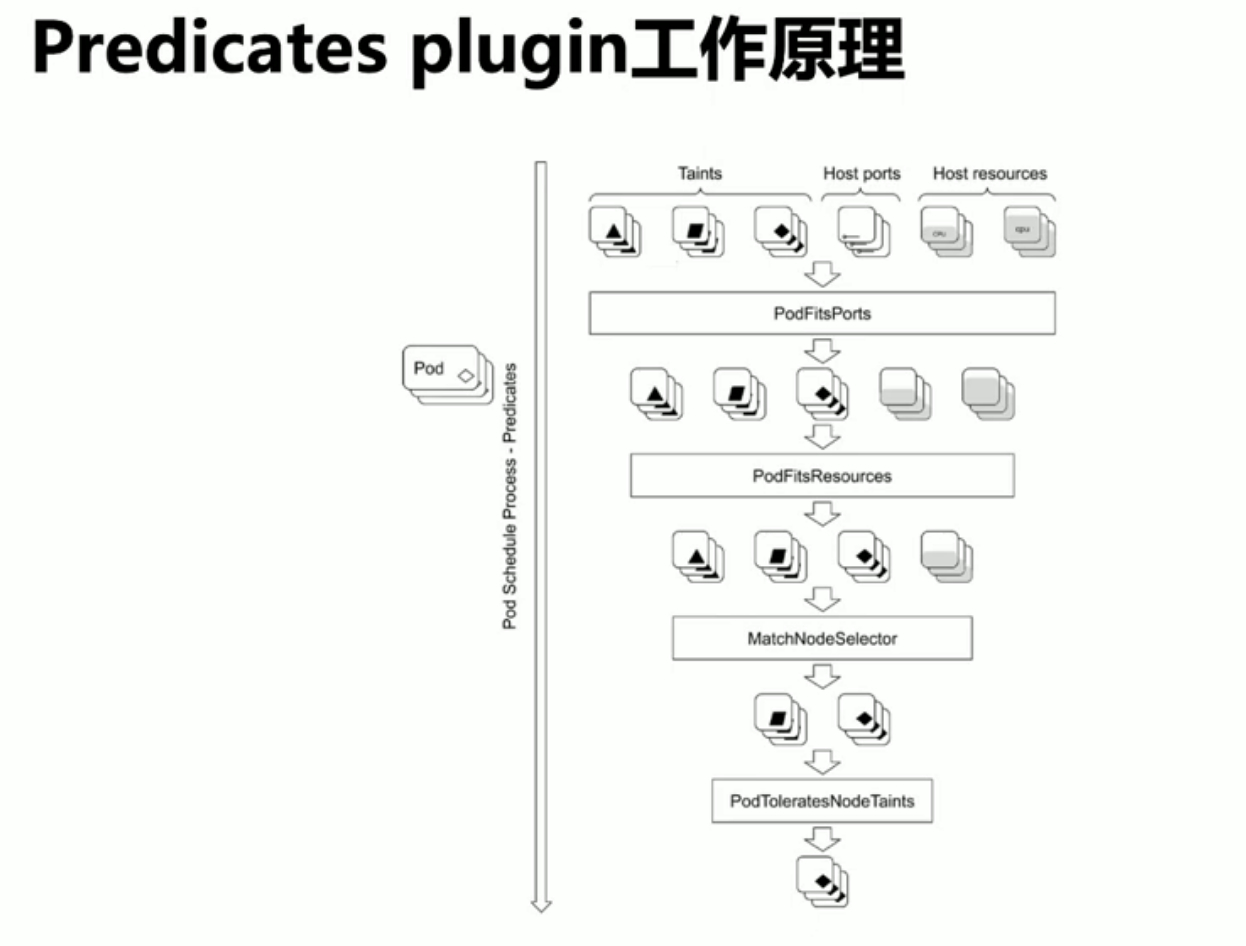 Predicates plugin工作原理
Taints
Host ports
Host resources
CPU
cpu
PodFitsPorts
Pod
Pod Schedule Process - Predicates
PodFitsResources
MatchNodeSelector
PodToleratesNodeTaints